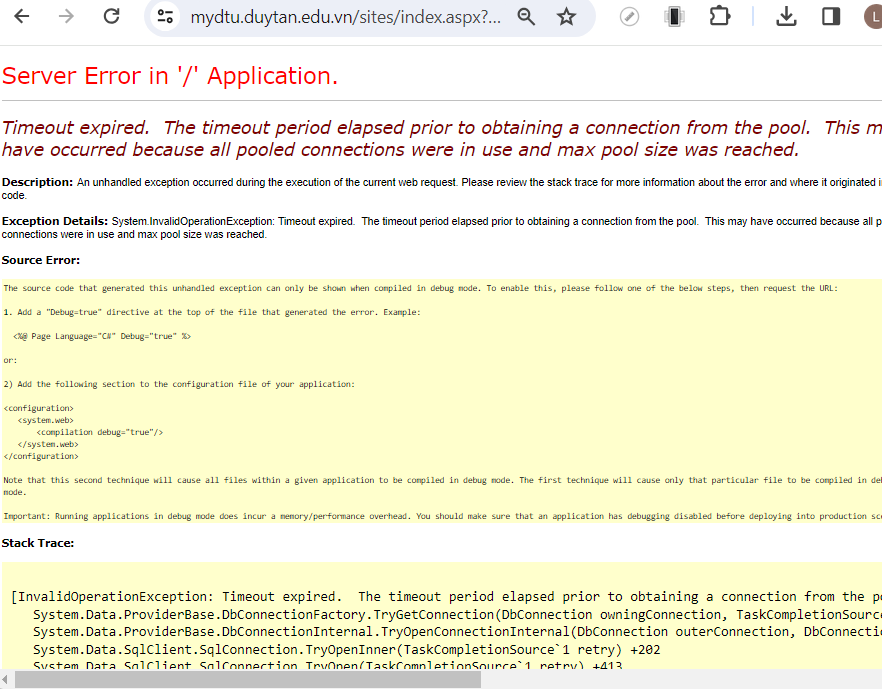 mydtu.duytan.edu.vn/sites/index.aspx?...
L
Server Error in '/' Application.
Timeout expired.  The timeout period elapsed prior to obtaining a connection from the pool.  This m
have occurred because all pooled connections were in use and max pool size was reached.
Description: An unhandled exception occurred during the execution of the current web request. Please review the stack trace for more information about the error and where it originated i
code.
Exception Details: System.InvalidOperationException: Timeout expired.  The timeout period elapsed prior to obtaining a connection from the pool.  This may have occurred because all p
connections were in use and max pool size was reached.
Source Error:
The source code that generated this unhandled exception can only be shown when compiled in debug mode. To enable this, please follow one of the below steps, then request the URL:
1. Add a "Debug=true" directive at the top of the file that generated the error. Example:
<%@ Page Language="C#" Debug="true" %>
or:
2) Add the following section to the configuration file of your application:
<configuration>
<system.web>
<compilation debug="true"/>
</system.web>
</configuration>
Note that this second technique will cause all files within a given application to be compiled in debug mode. The first technique will cause only that particular file to be compiled in de
mode.
Important: Running applications in debug mode does incur a memory/performance overhead. You should make sure that an application has debugging disabled before deploying into production sc
Stack Trace:
[InvalidOperationException: Timeout expired.  The timeout period elapsed prior to obtaining a connection from the p
System.Data.ProviderBase.DbConnectionFactory.TryGetConnection(DbConnection owningConnection, TaskCompletionSourc
System.Data.ProviderBase.DbConnectionInternal.TryOpenConnectionInternal(DbConnection outerConnection, DbConnecti
System.Data.SqlClient.SqlConnection.TryOpenInner(TaskCompletionSource`1 retry) +202
System.Data.SqlClient.SqlConnection.TryOpen(TaskCompletionSource`1 retry) +413